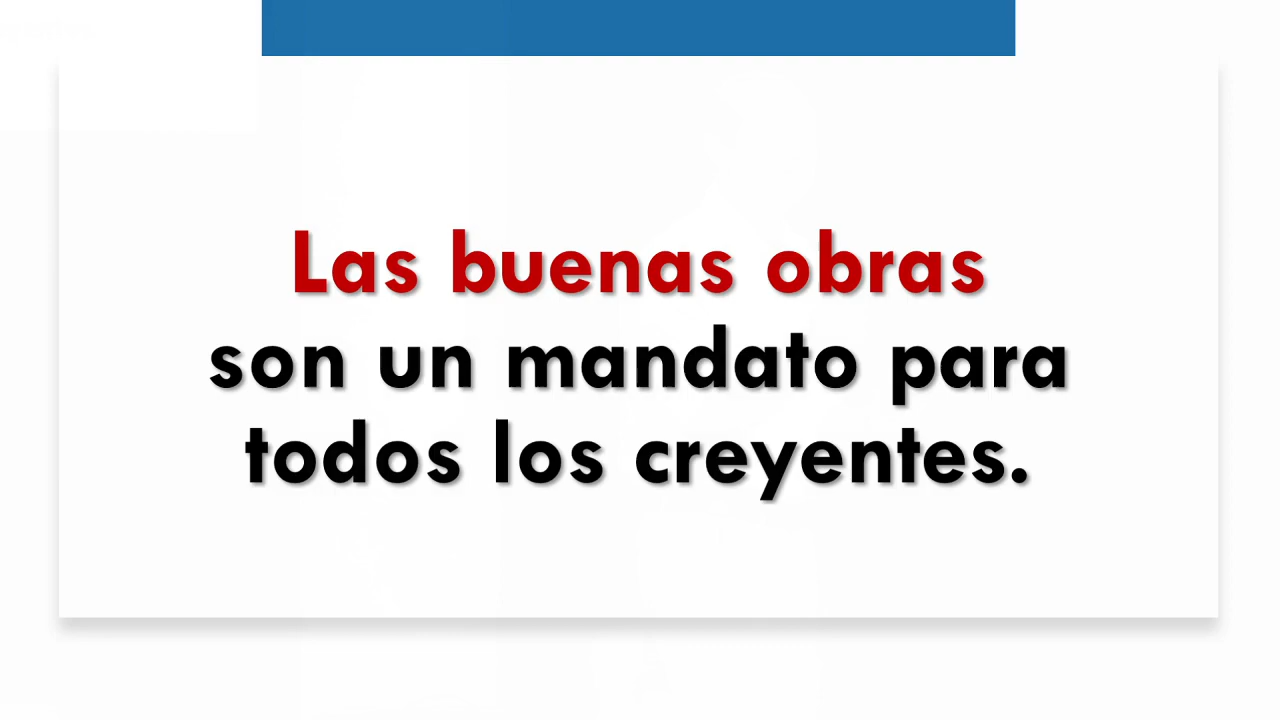 Las buenas obras
son un mandato para
todos los creyentes.